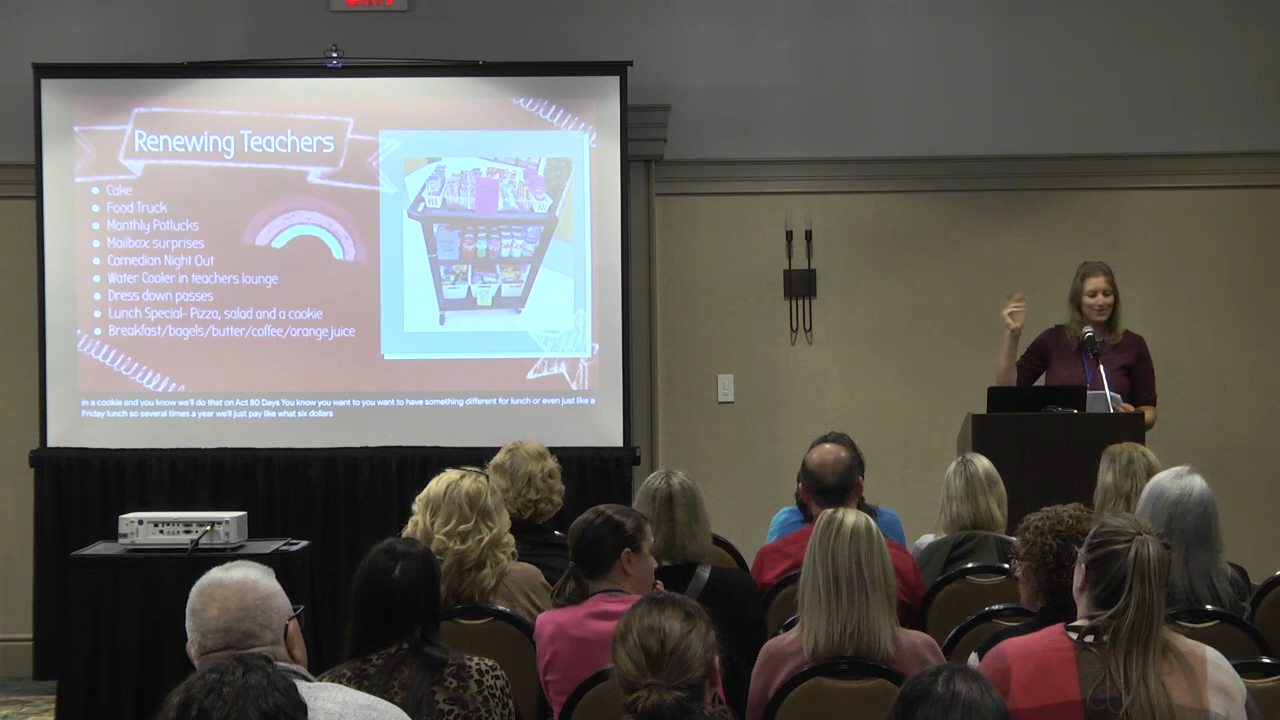 EXIT
Renewing Teachers
Cake
Food Truck
Monthly Potlucks
Mailbox surprises
Comedian Night Out
Water Cooler in teachers lounge
Dress down passes
Lunch Special- Pizza, salad and a cookie
Breakfast/bagels/butter/coffee/orange juice
in a cookie and you know we'll do that on Act 80 Days You know you want to you want to have something different for lunch or even just like a
Friday lunch so several times a year we'll just pay like what six dollars